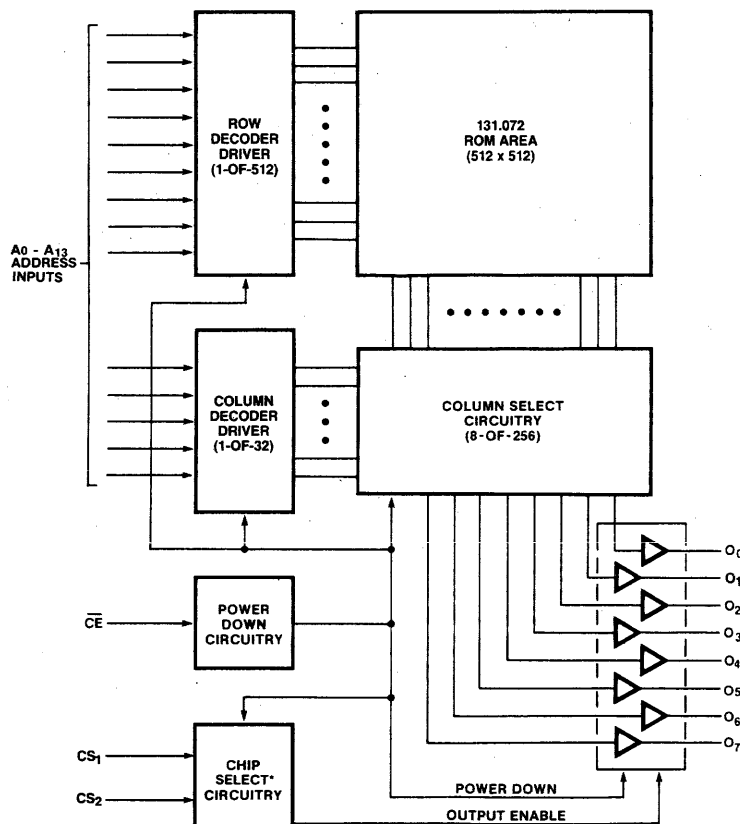 ROW
DECODER
DRIVER
(1-OF-512)
131.072
ROM AREA
(512 x 512)
A0 - A13
ADDRESS
INPUTS
COLUMN
DECODER
DRIVER
(1-OF-32)
COLUMN SELECT
CIRCUITRY
(8-OF-256)
O0
O1
O2
O3
O4
O5
O6
O7
CE
POWER
DOWN
CIRCUITRY
CS1
CS2
CHIP
SELECT*
CIRCUITRY
POWER DOWN
OUTPUT ENABLE